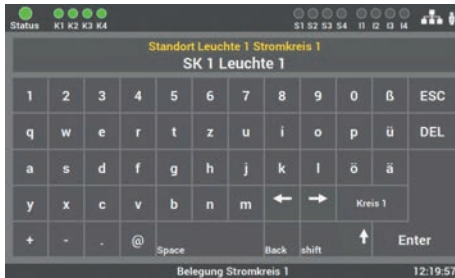 Status K1 K2 K3 K4 S1 S2 S3 S4 I1 I2 I3 I4
Standort Leuchte 1 Stromkreis 1
SK 1 Leuchte 1
1 2 3 4 5 6 7 8 9 0 ß ESC
q w e r t z u i o p ü DEL
a s d f g h j k l ö ä
y x c v b n m ← → Kreis 1
+ - . @ Space Back shift ↑ Enter
Belegung Stromkreis 1 12:19:57